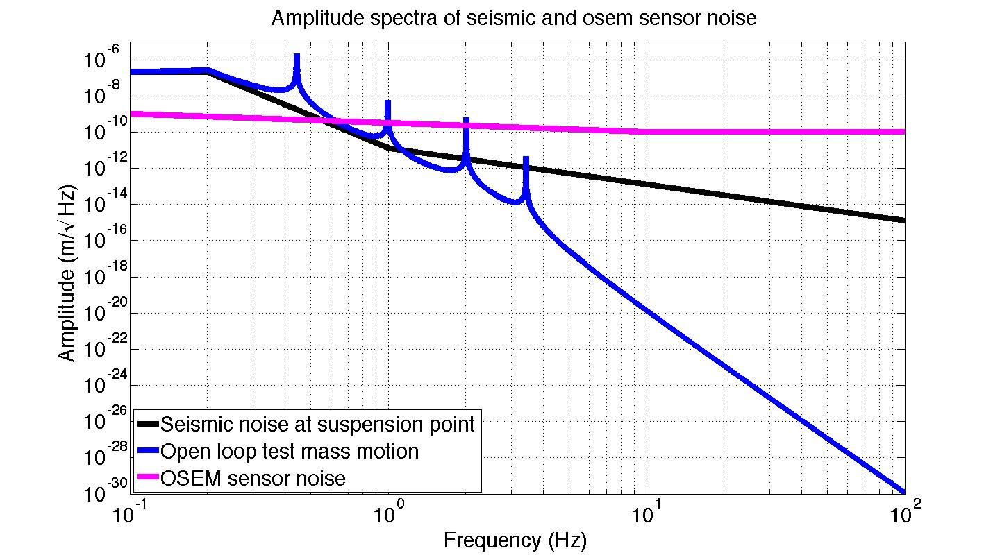 Amplitude spectra of seismic and osem sensor noise
Amplitude (m/√Hz)
10^-6
10^-8
10^-10
10^-12
10^-14
10^-16
10^-18
10^-20
10^-22
10^-24
10^-26
10^-28
10^-30
Seismic noise at suspension point
Open loop test mass motion
OSEM sensor noise
10^-1 10^0 10^1 10^2
Frequency (Hz)